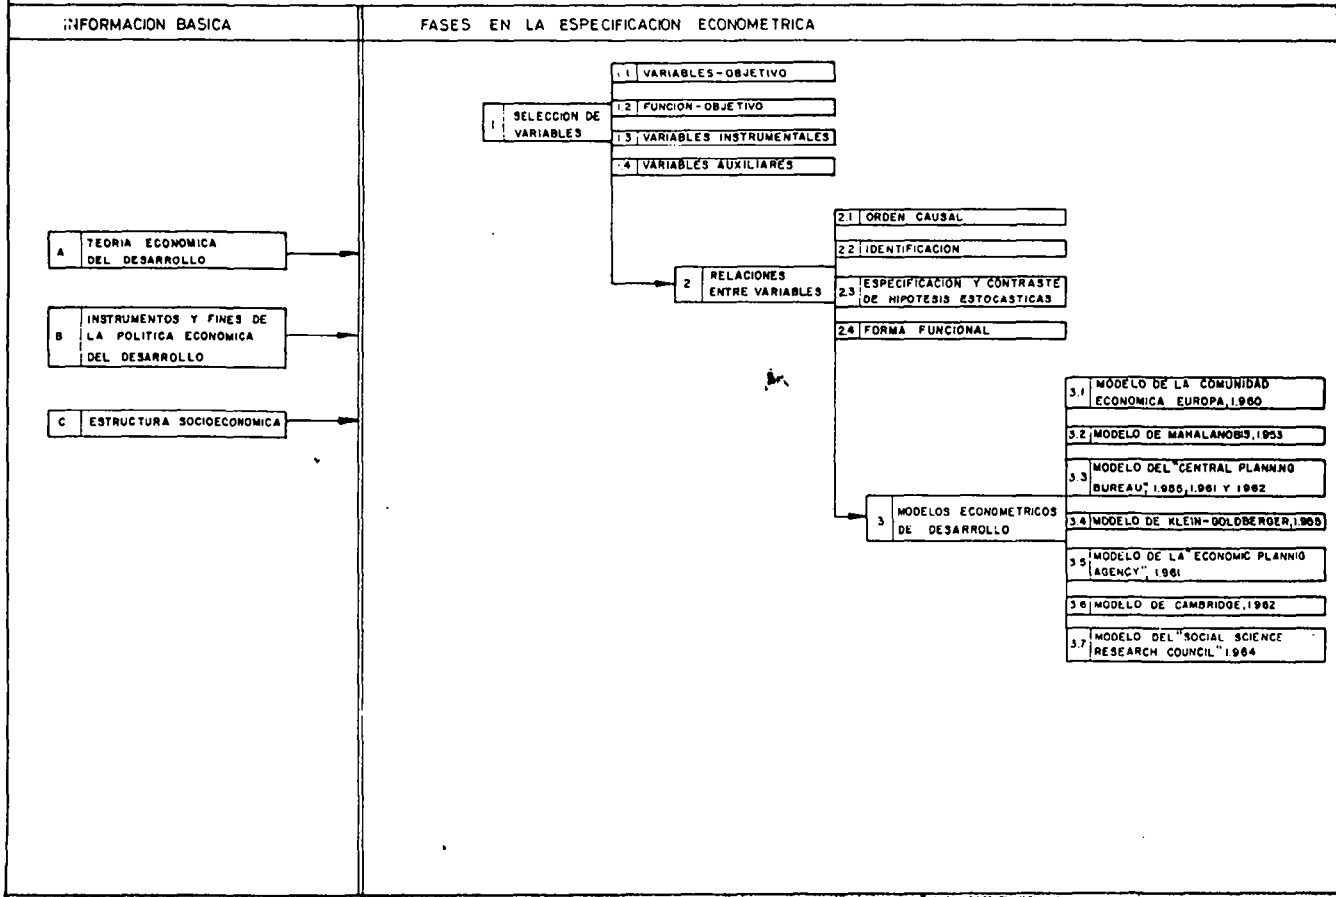 INFORMACION BASICA
FASES EN LA ESPECIFICACION ECONOMETRICA
1.1 VARIABLES-OBJETIVO
1 SELECCION DE
VARIABLES
1.2 FUNCION-OBJETIVO
1.3 VARIABLES INSTRUMENTALES
1.4 VARIABLES AUXILIARES
A TEORIA ECONOMICA
DEL DESARROLLO
B INSTRUMENTOS Y FINES DE
LA POLITICA ECONOMICA
DEL DESARROLLO
C ESTRUCTURA SOCIOECONOMICA
2 RELACIONES
ENTRE VARIABLES
2.1 ORDEN CAUSAL
2.2 IDENTIFICACION
2.3 ESPECIFICACION Y CONTRASTE
DE HIPOTESIS ESTOCASTICAS
2.4 FORMA FUNCIONAL
3 MODELOS ECONOMETRICOS
DE DESARROLLO
3.1 MODELO DE LA COMUNIDAD
ECONOMICA EUROPA, 1.960
3.2 MODELO DE MAHALANOBIS, 1.953
3.3 MODELO DEL "CENTRAL PLANNING
BUREAU", 1.955, 1.961 Y 1962
3.4 MODELO DE KLEIN-GOLDBERGER, 1.955
3.5 MODELO DE LA "ECONOMIC PLANNIG
AGENCY", 1.961
3.6 MODELO DE CAMBRIDGE, 1962
3.7 MODELO DEL "SOCIAL SCIENCE
RESEARCH COUNCIL" 1.964